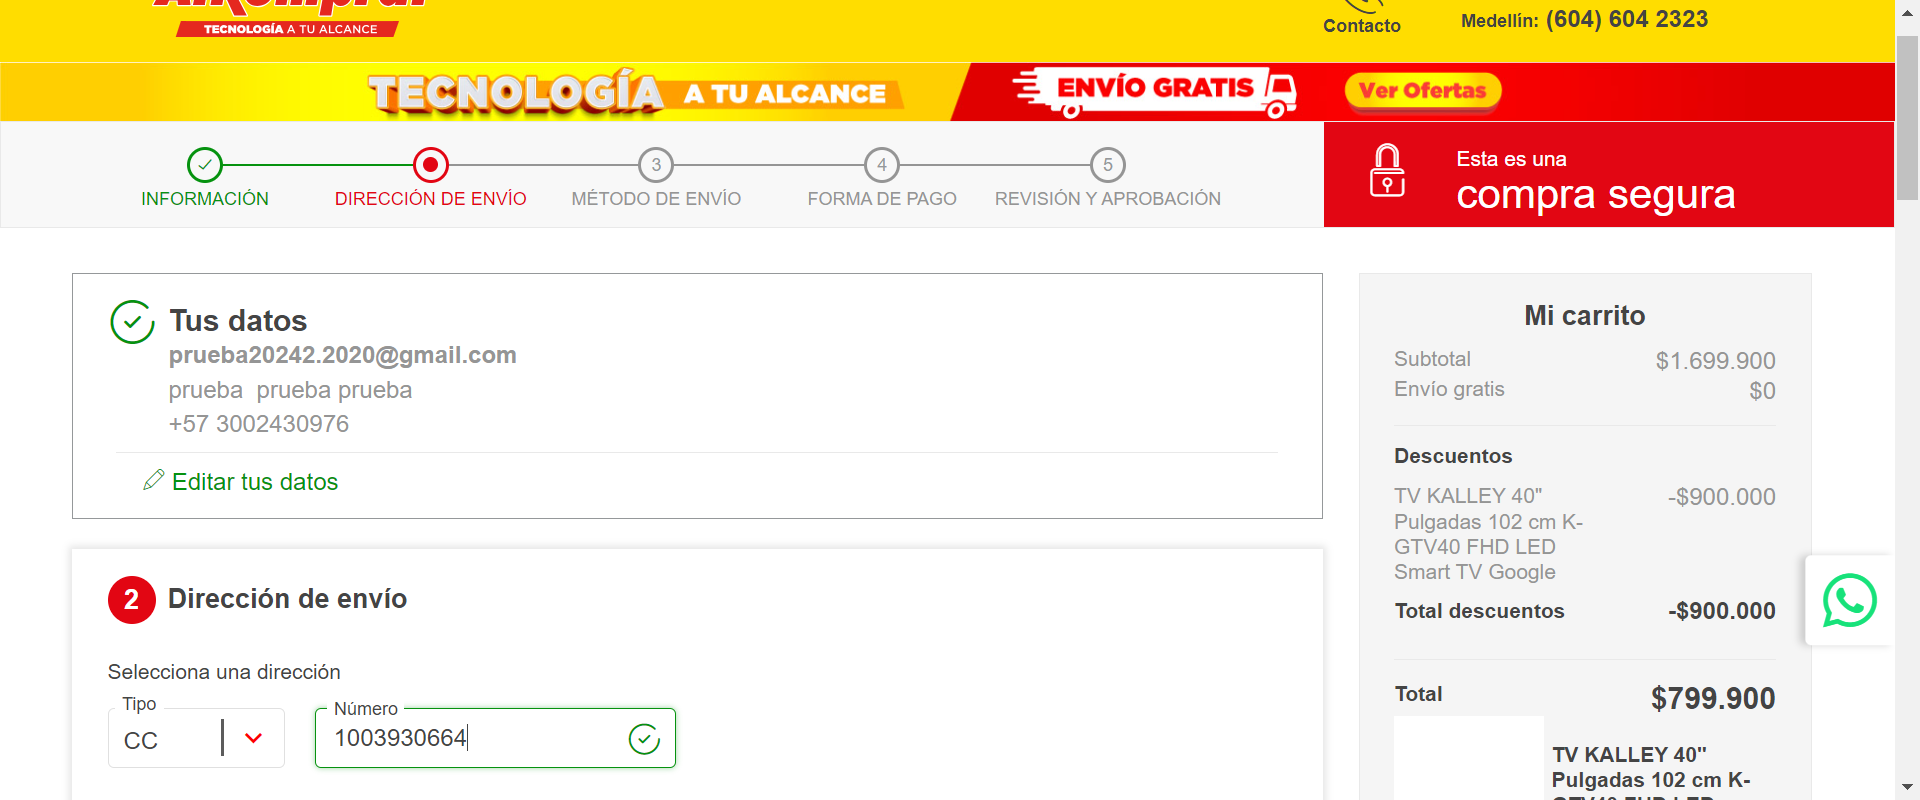 Alkomprar
TECNOLOGÍA A TU ALCANCE
Contacto
Medellín: (604) 604 2323
TECNOLOGÍA A TU ALCANCE
ENVÍO GRATIS
Ver Ofertas
3
4
5
INFORMACIÓN
DIRECCIÓN DE ENVÍO
MÉTODO DE ENVÍO
FORMA DE PAGO
REVISIÓN Y APROBACIÓN
Esta es una
compra segura
Tus datos
prueba20242.2020@gmail.com
prueba prueba prueba
+57 3002430976
Editar tus datos
2 Dirección de envío
Selecciona una dirección
Tipo
CC
Número
1003930664
Mi carrito
Subtotal $1.699.900
Envío gratis $0
Descuentos
TV KALLEY 40" -$900.000
Pulgadas 102 cm K-
GTV40 FHD LED
Smart TV Google
Total descuentos -$900.000
Total $799.900
TV KALLEY 40"
Pulgadas 102 cm K-
GTV40 FHD LED